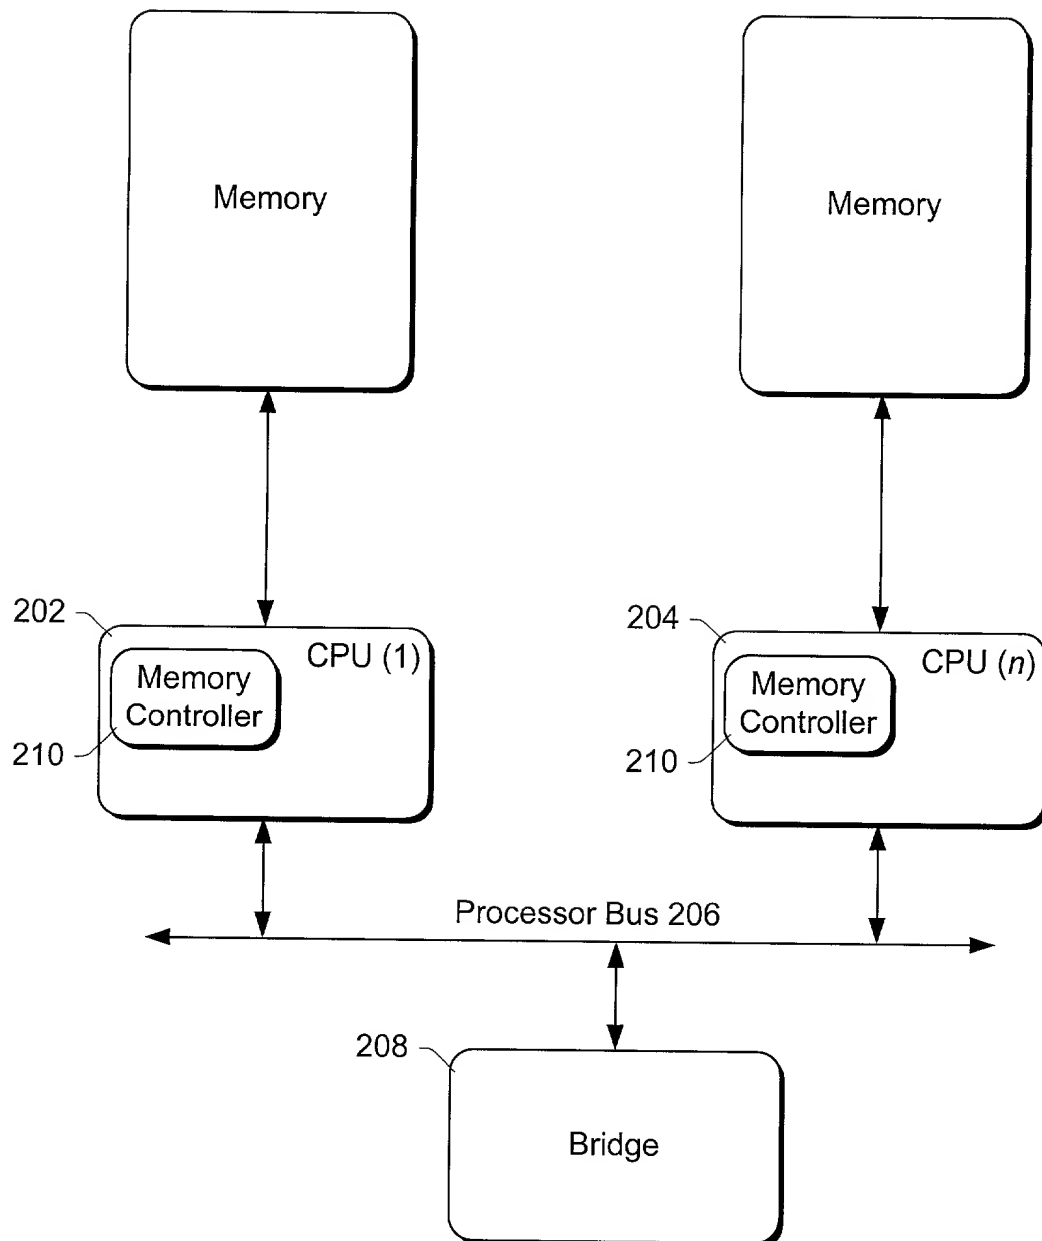 Memory
Memory
202
CPU (1)
Memory
Controller
210
204
CPU (n)
Memory
Controller
210
Processor Bus 206
208
Bridge